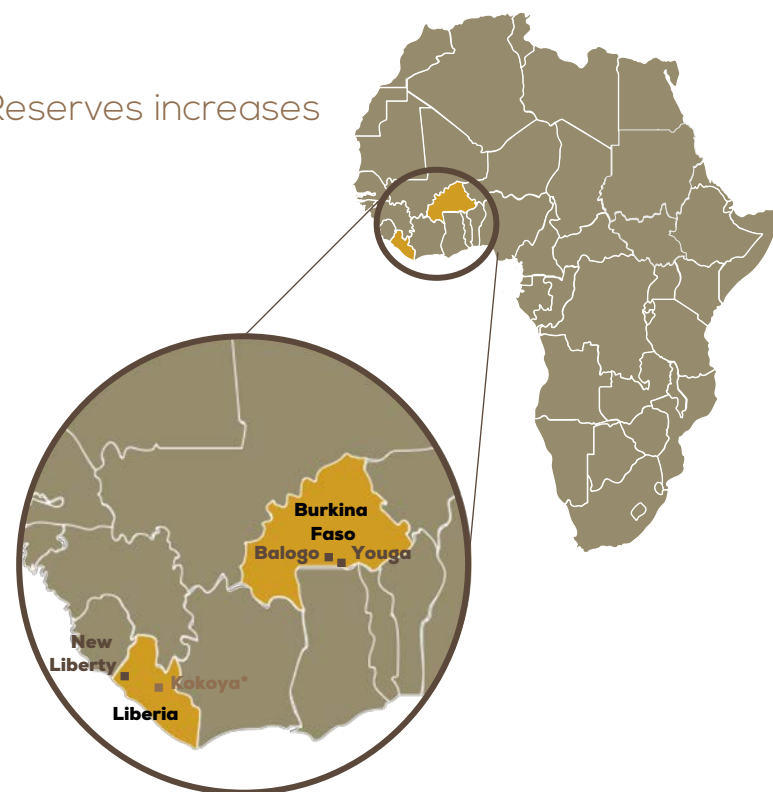 Reserves increases
Burkina
Faso
Balogo
Youga
New
Liberty
Kokoya*
Liberia